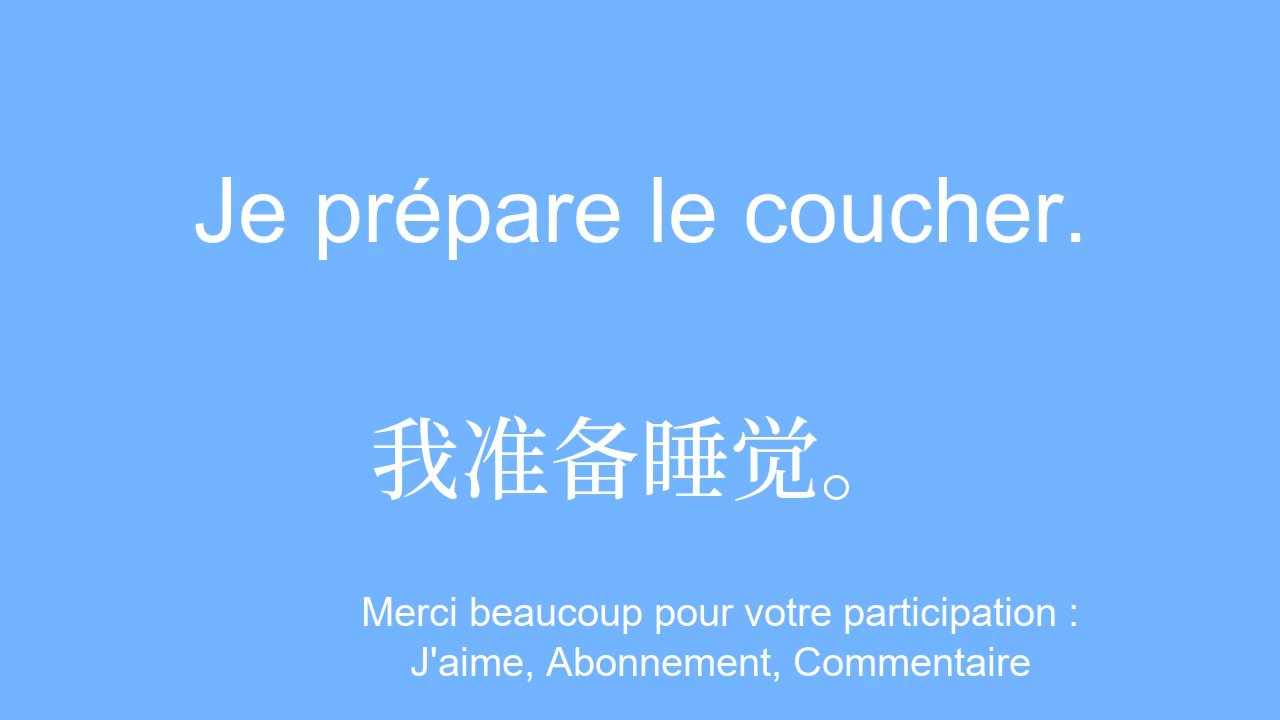 Je prépare le coucher.
我准备睡觉。
Merci beaucoup pour votre participation :
J'aime, Abonnement, Commentaire